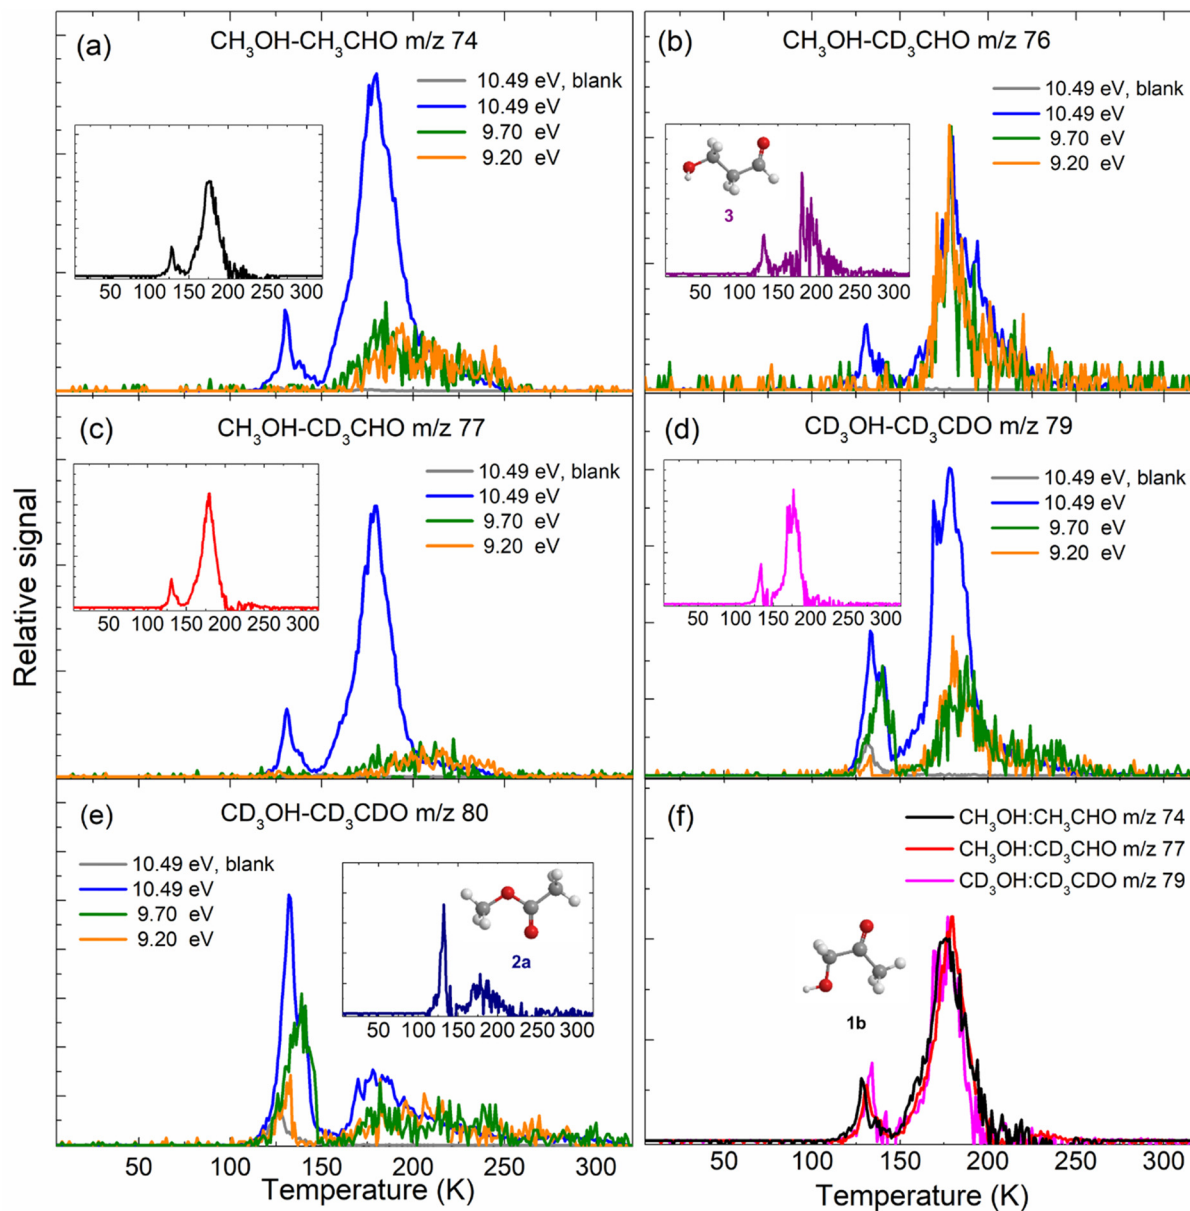 (a) CH₃OH-CH₃CHO m/z 74
10.49 eV, blank
10.49 eV
9.70 eV
9.20 eV
50 100 150 200 250 300
(b) CH₃OH-CD₃CHO m/z 76
10.49 eV, blank
10.49 eV
9.70 eV
9.20 eV
3
50 100 150 200 250 300
(c) CH₃OH-CD₃CHO m/z 77
10.49 eV, blank
10.49 eV
9.70 eV
9.20 eV
50 100 150 200 250 300
(d) CD₃OH-CD₃CDO m/z 79
10.49 eV, blank
10.49 eV
9.70 eV
9.20 eV
50 100 150 200 250 300
Relative signal
(e) CD₃OH-CD₃CDO m/z 80
10.49 eV, blank
10.49 eV
9.70 eV
9.20 eV
2a
50 100 150 200 250 300
50 100 150 200 250 300
Temperature (K)
(f)
CH₃OH:CH₃CHO m/z 74
CH₃OH:CD₃CHO m/z 77
CD₃OH:CD₃CDO m/z 79
1b
50 100 150 200 250 300
Temperature (K)